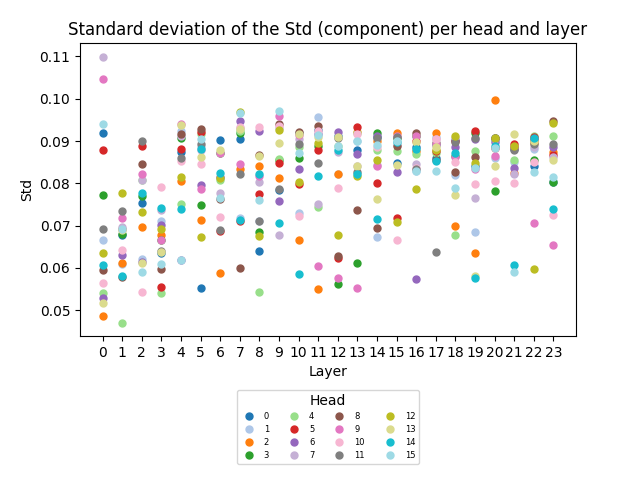 Standard deviation of the Std (component) per head and layer
0.11
0.10
0.09
0.08
0.07
0.06
0.05
Std
0 1 2 3 4 5 6 7 8 9 10 11 12 13 14 15 16 17 18 19 20 21 22 23
Layer
Head
0 4 8 12
1 5 9 13
2 6 10 14
3 7 11 15